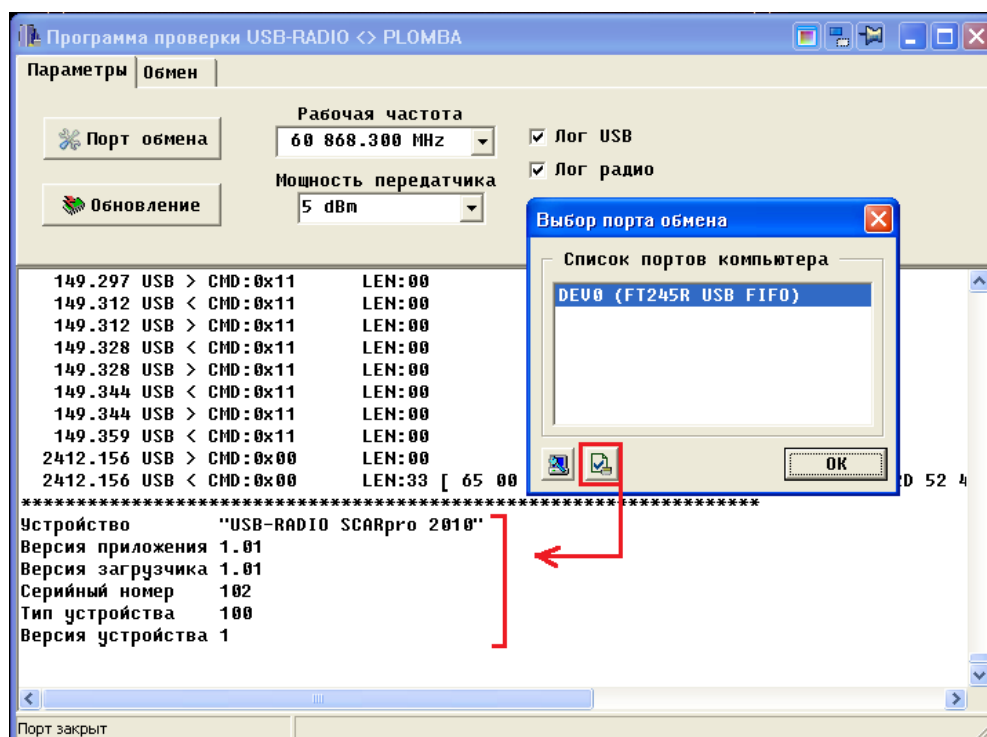 Программа проверки USB-RADIO <> PLOMBA
Параметры Обмен
Порт обмена
Обновление
Рабочая частота
60 868.300 MHz
Мощность передатчика
5 dBm
Лог USB
Лог радио
Выбор порта обмена
Список портов компьютера
DEV0 (FT245R USB FIFO)
OK
149.297 USB > CMD:0x11 LEN:00
149.312 USB < CMD:0x11 LEN:00
149.312 USB > CMD:0x11 LEN:00
149.328 USB < CMD:0x11 LEN:00
149.328 USB > CMD:0x11 LEN:00
149.344 USB < CMD:0x11 LEN:00
149.344 USB > CMD:0x11 LEN:00
149.359 USB < CMD:0x11 LEN:00
2412.156 USB > CMD:0x00 LEN:00
2412.156 USB < CMD:0x00 LEN:33 [ 65 00 52 4
********************************************************************
Устройство "USB-RADIO SCARpro 2010"
Версия приложения 1.01
Версия загрузчика 1.01
Серийный номер 102
Тип устройства 100
Версия устройства 1
Порт закрыт